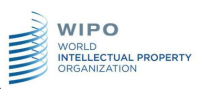 WIPO
WORLD
INTELLECTUAL PROPERTY
ORGANIZATION